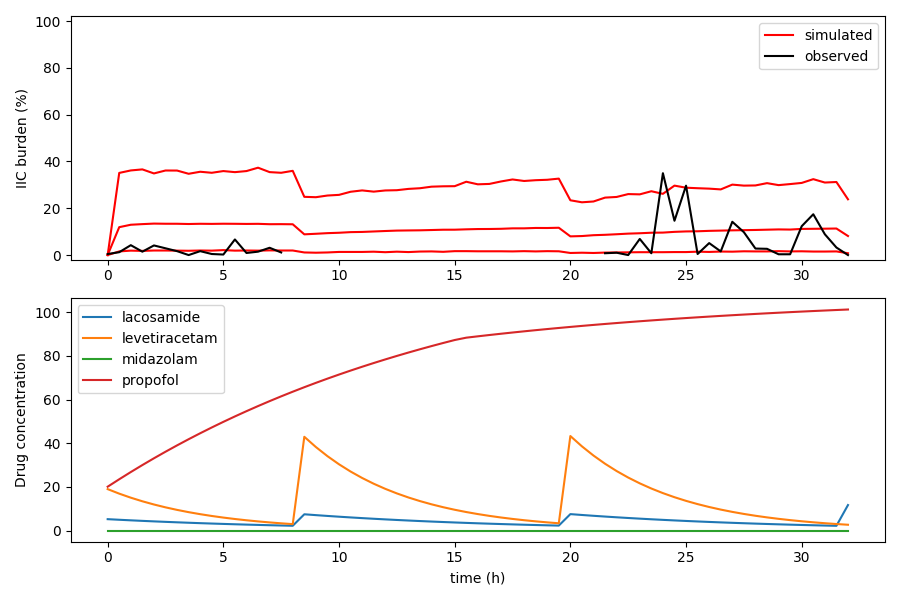 100
80
60
40
20
0
IIC burden (%)
simulated
observed
0 5 10 15 20 25 30
100
80
60
40
20
0
Drug concentration
lacosamide
levetiracetam
midazolam
propofol
0 5 10 15 20 25 30
time (h)